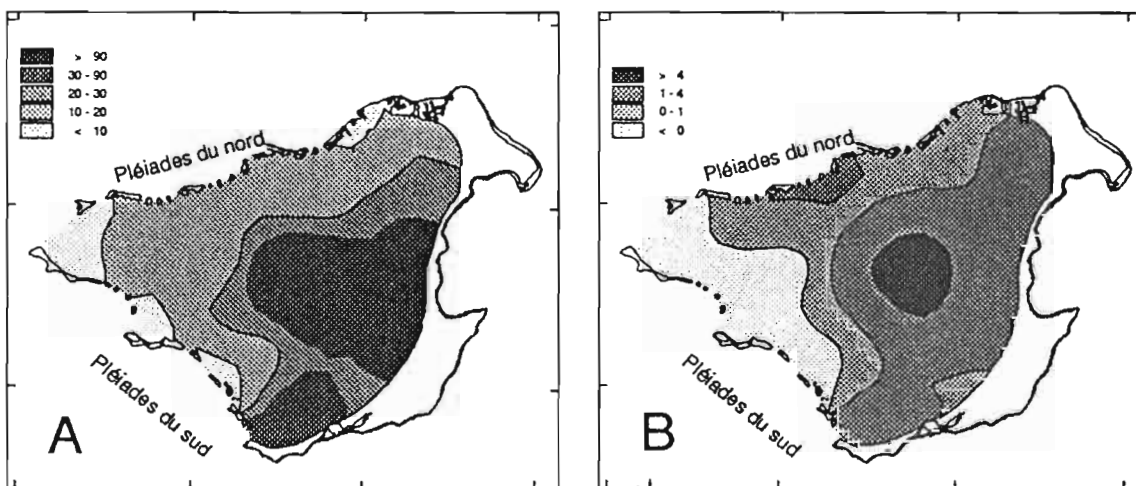 > 90
30 - 90
20 - 30
10 - 20
< 10
Pléiades du nord
Pléiades du sud
A
> 4
1 - 4
0 - 1
< 0
Pléiades du nord
Pléiades du sud
B